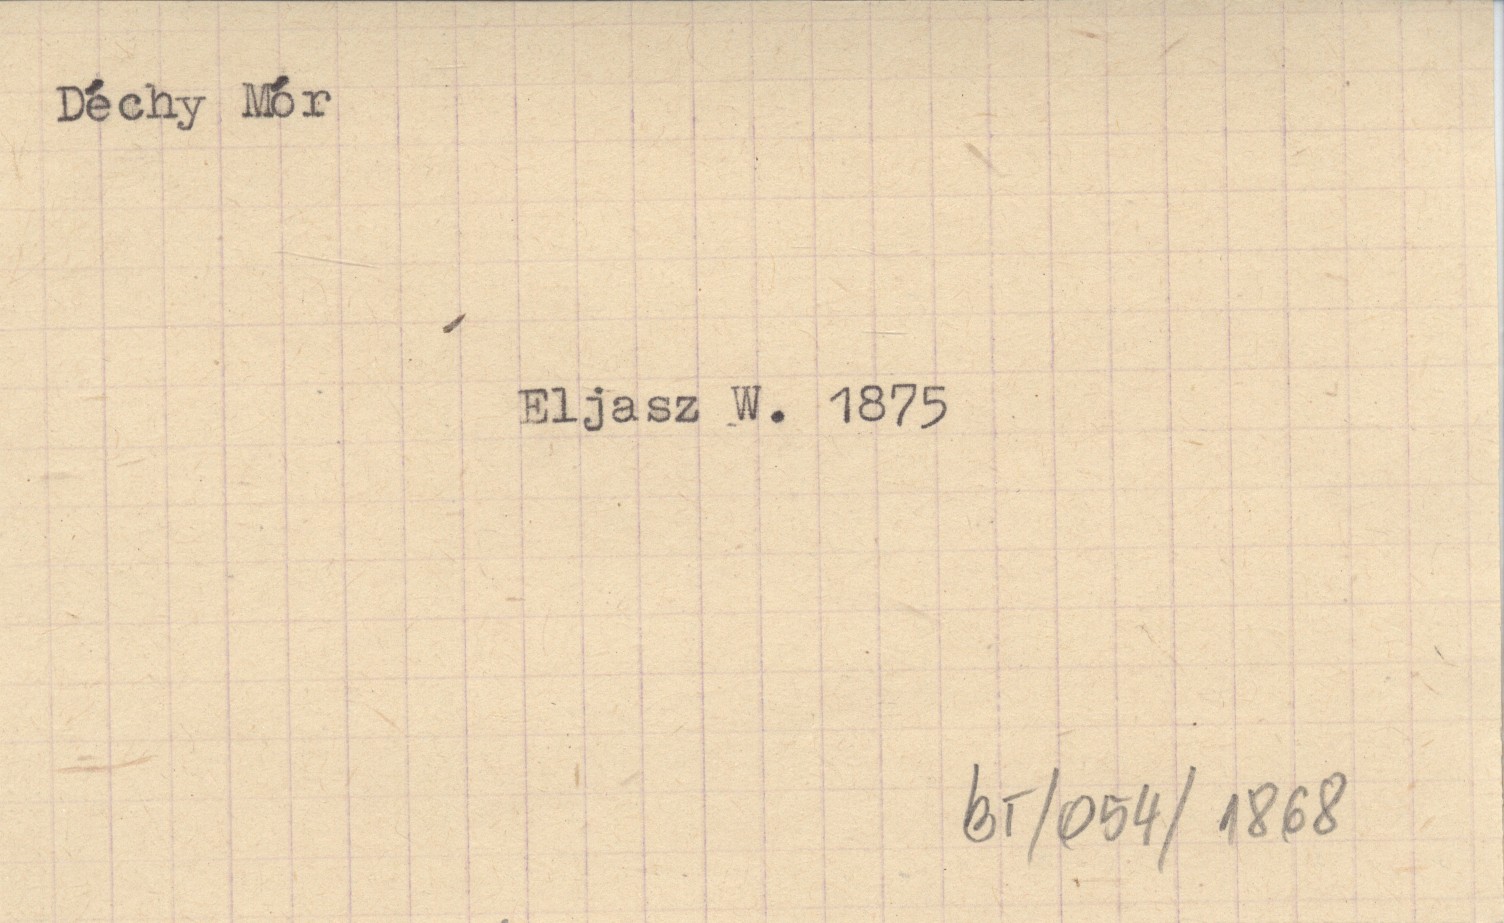 Déchy Mór
Eljasz W. 1875
bT/054/ 1868